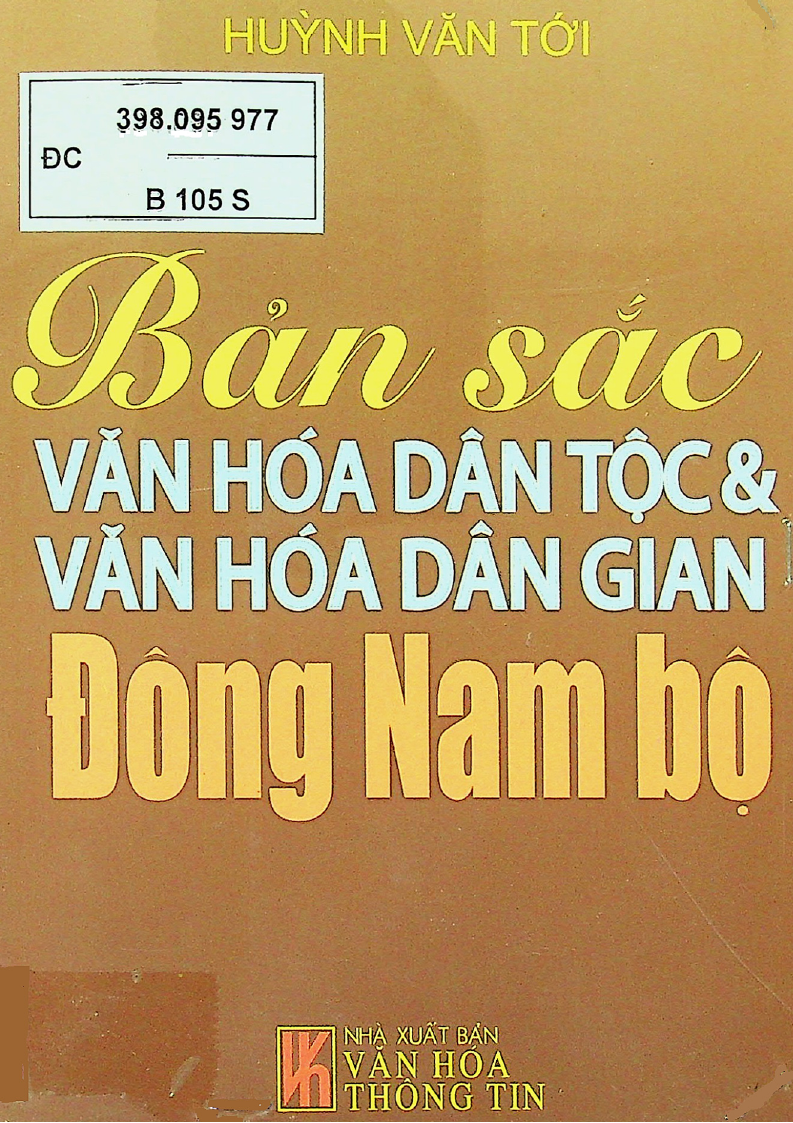 HUỲNH VĂN TỚI
398.095 977
ĐC
B 105 S
Bản sắc
VĂN HÓA DÂN TỘC &
VĂN HÓA DÂN GIAN
Đông Nam bộ
NHÀ XUẤT BẢN
VĂN HÓA
THÔNG TIN